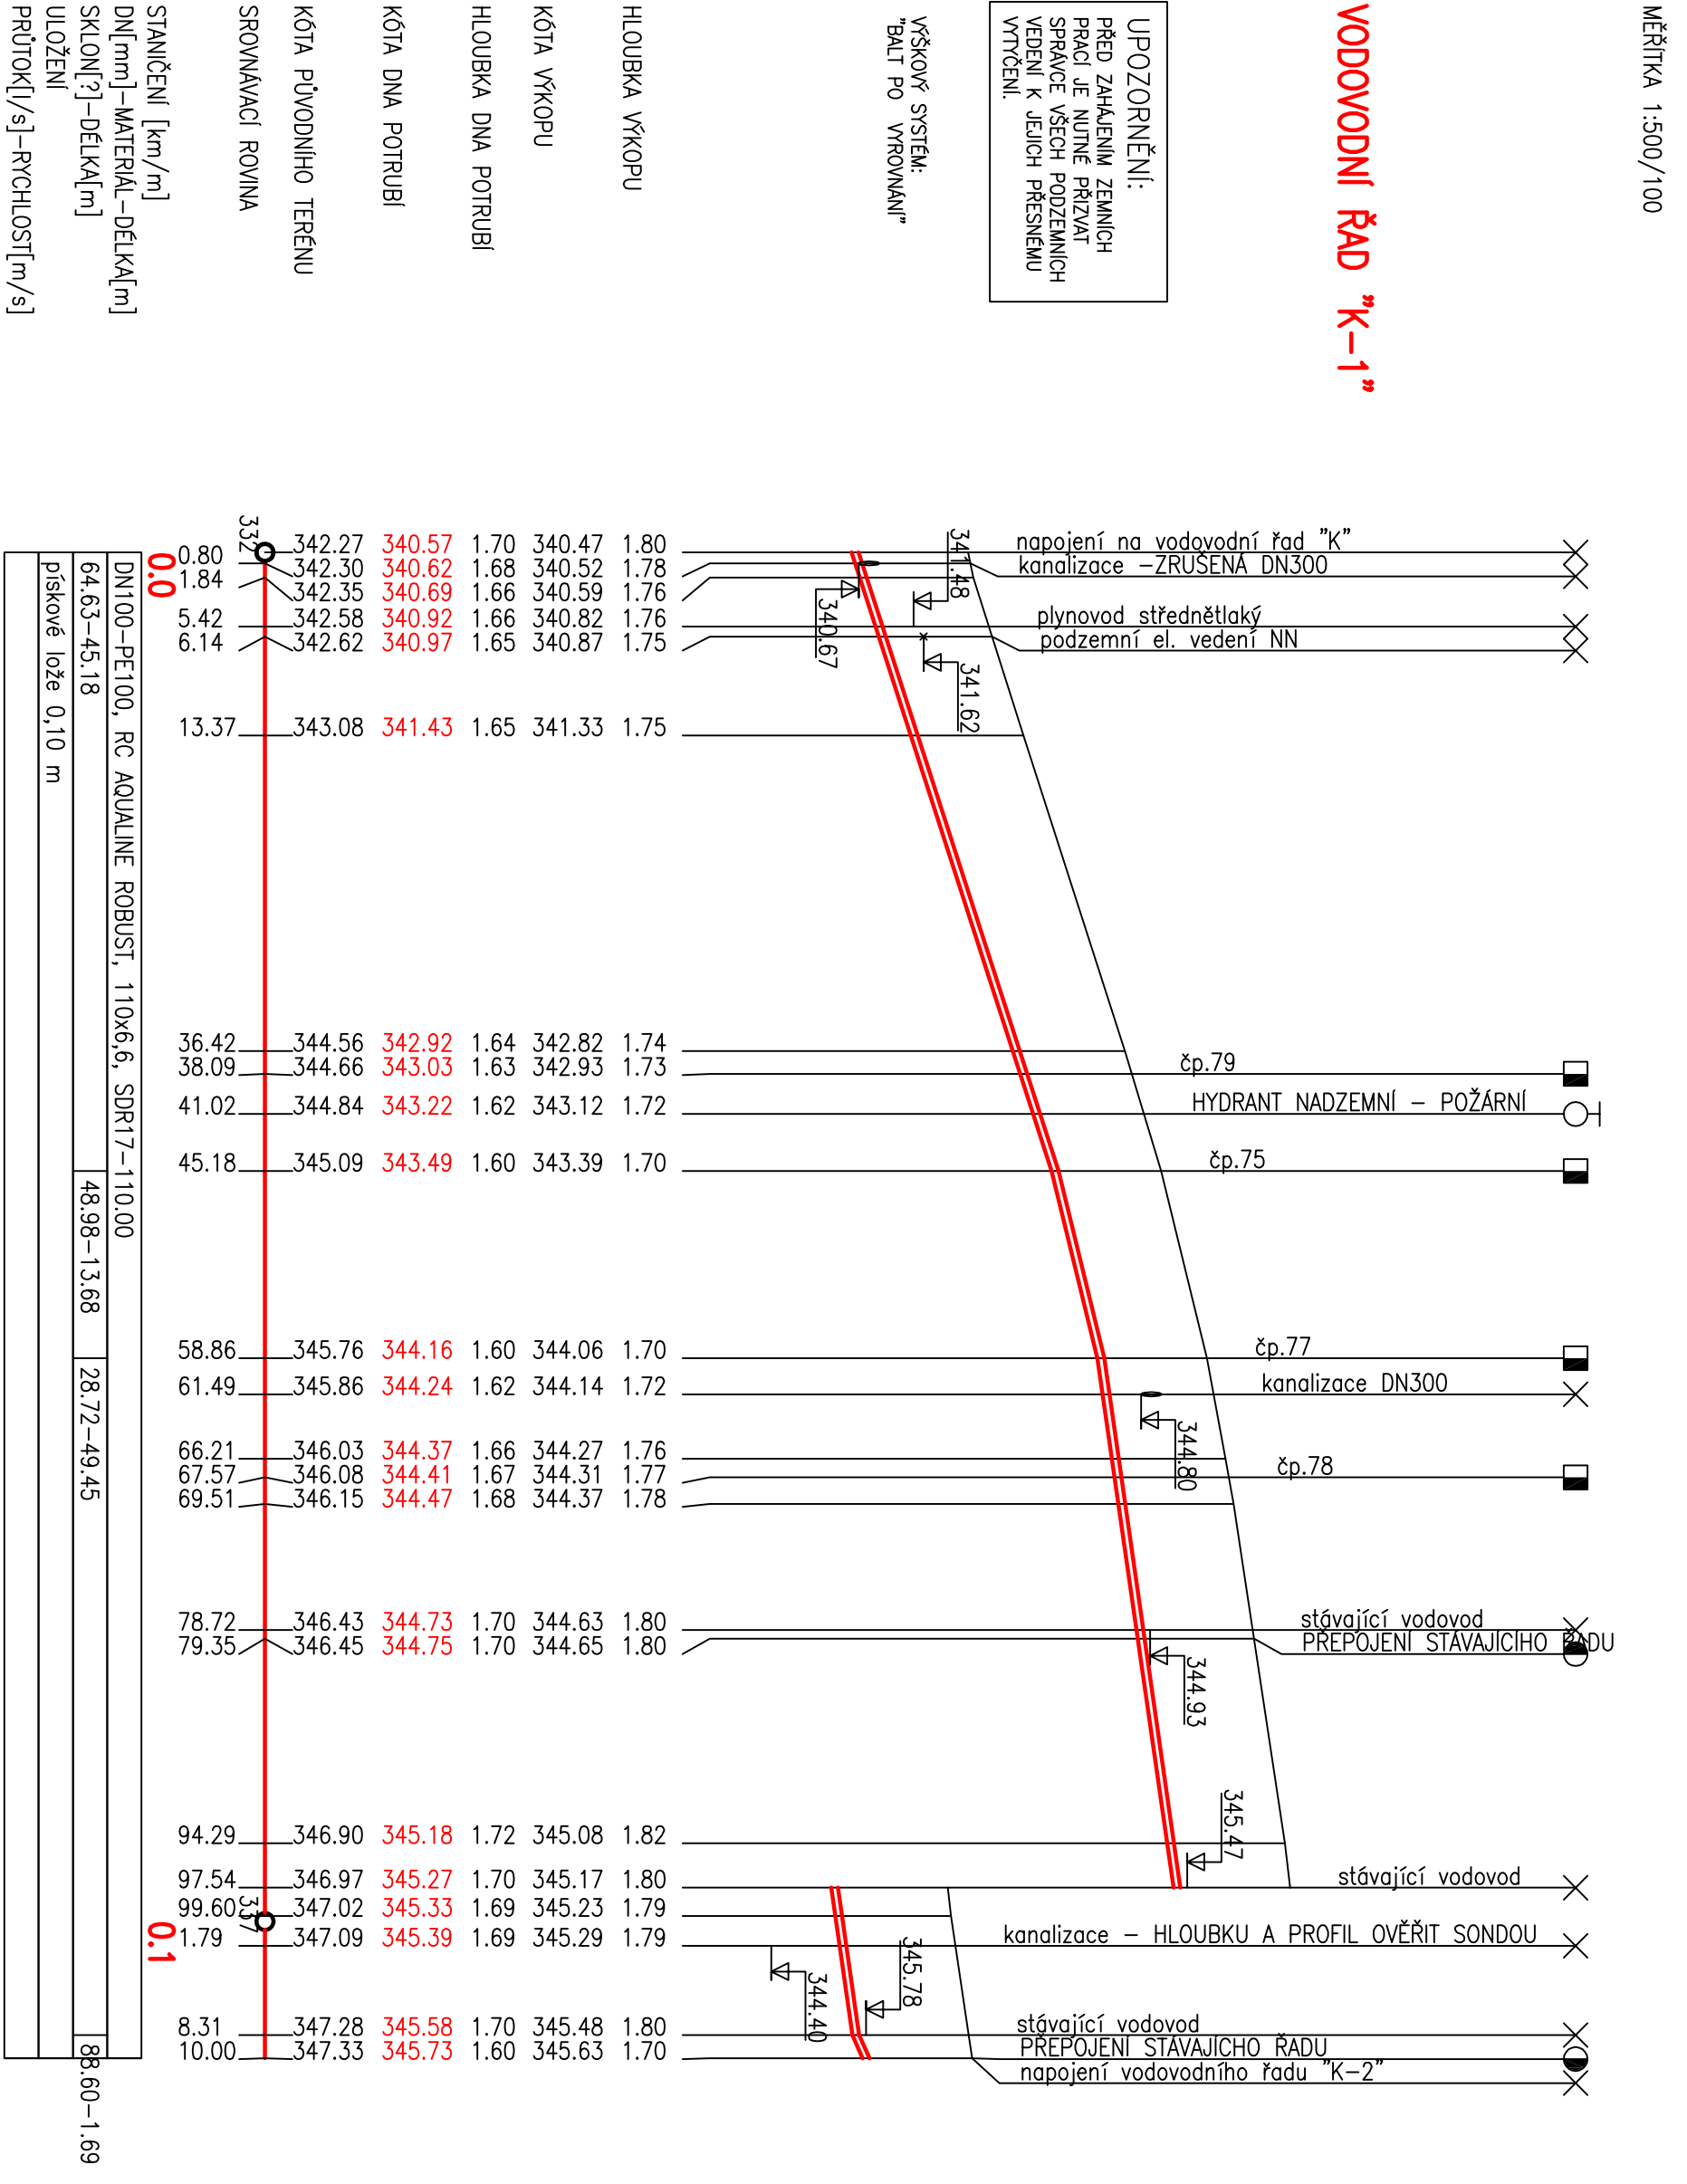 MĚŘÍTKA 1:500/100
VODOVODNÍ ŘAD "K-1"
UPOZORNĚNÍ:
PŘED ZAHÁJENÍM ZEMNÍCH
PRACÍ JE NUTNÉ PŘIZVAT
SPRÁVCE VŠECH PODZEMNÍCH
VEDENÍ K JEJICH PŘESNÉMU
VYTYČENÍ.
VÝŠKOVÝ SYSTÉM:
"BALT PO VYROVNÁNÍ"
HLOUBKA VÝKOPU
KÓTA VÝKOPU
HLOUBKA DNA POTRUBÍ
KÓTA DNA POTRUBÍ
KÓTA PŮVODNÍHO TERÉNU
SROVNÁVACÍ ROVINA
STANIČENÍ [km/m]
DN[mm]-MATERIÁL-DÉLKA[m]
SKLON[?]-DÉLKA[m]
ULOŽENÍ
PRŮTOK[l/s]-RYCHLOST[m/s]
332
342.27 340.57 1.70 340.47 1.80
napojení na vodovodní řad "K"
0.80 342.30 340.62 1.68 340.52 1.78
kanalizace -ZRUŠENÁ DN300
1.84 342.35 340.69 1.66 340.59 1.76
0.0
5.42 342.58 340.92 1.66 340.82 1.76
plynovod střednětlaký
6.14 342.62 340.97 1.65 340.87 1.75
podzemní el. vedení NN
341.48
340.67
341.62
13.37 343.08 341.43 1.65 341.33 1.75
36.42 344.56 342.92 1.64 342.82 1.74
38.09 344.66 343.03 1.63 342.93 1.73
čp.79
41.02 344.84 343.22 1.62 343.12 1.72
HYDRANT NADZEMNÍ - POŽÁRNÍ
45.18 345.09 343.49 1.60 343.39 1.70
čp.75
58.86 345.76 344.16 1.60 344.06 1.70
čp.77
61.49 345.86 344.24 1.62 344.14 1.72
kanalizace DN300
344.80
66.21 346.03 344.37 1.66 344.27 1.76
67.57 346.08 344.41 1.67 344.31 1.77
čp.78
69.51 346.15 344.47 1.68 344.37 1.78
78.72 346.43 344.73 1.70 344.63 1.80
stávající vodovod
79.35 346.45 344.75 1.70 344.65 1.80
PŘEPOJENÍ STÁVAJÍCÍHO ŘADU
344.93
345.47
94.29 346.90 345.18 1.72 345.08 1.82
97.54 346.97 345.27 1.70 345.17 1.80
stávající vodovod
99.60 347.02 345.33 1.69 345.23 1.79
337
0.1
1.79 347.09 345.39 1.69 345.29 1.79
kanalizace - HLOUBKU A PROFIL OVĚŘIT SONDOU
345.78
344.40
8.31 347.28 345.58 1.70 345.48 1.80
stávající vodovod
10.00 347.33 345.73 1.60 345.63 1.70
PŘEPOJENÍ STÁVAJÍCHO ŘADU
napojení vodovodního řadu "K-2"
DN100-PE100, RC AQUALINE ROBUST, 110x6,6, SDR17-110.00
64.63-45.18
48.98-13.68
28.72-49.45
88.60-1.69
pískové lože 0,10 m